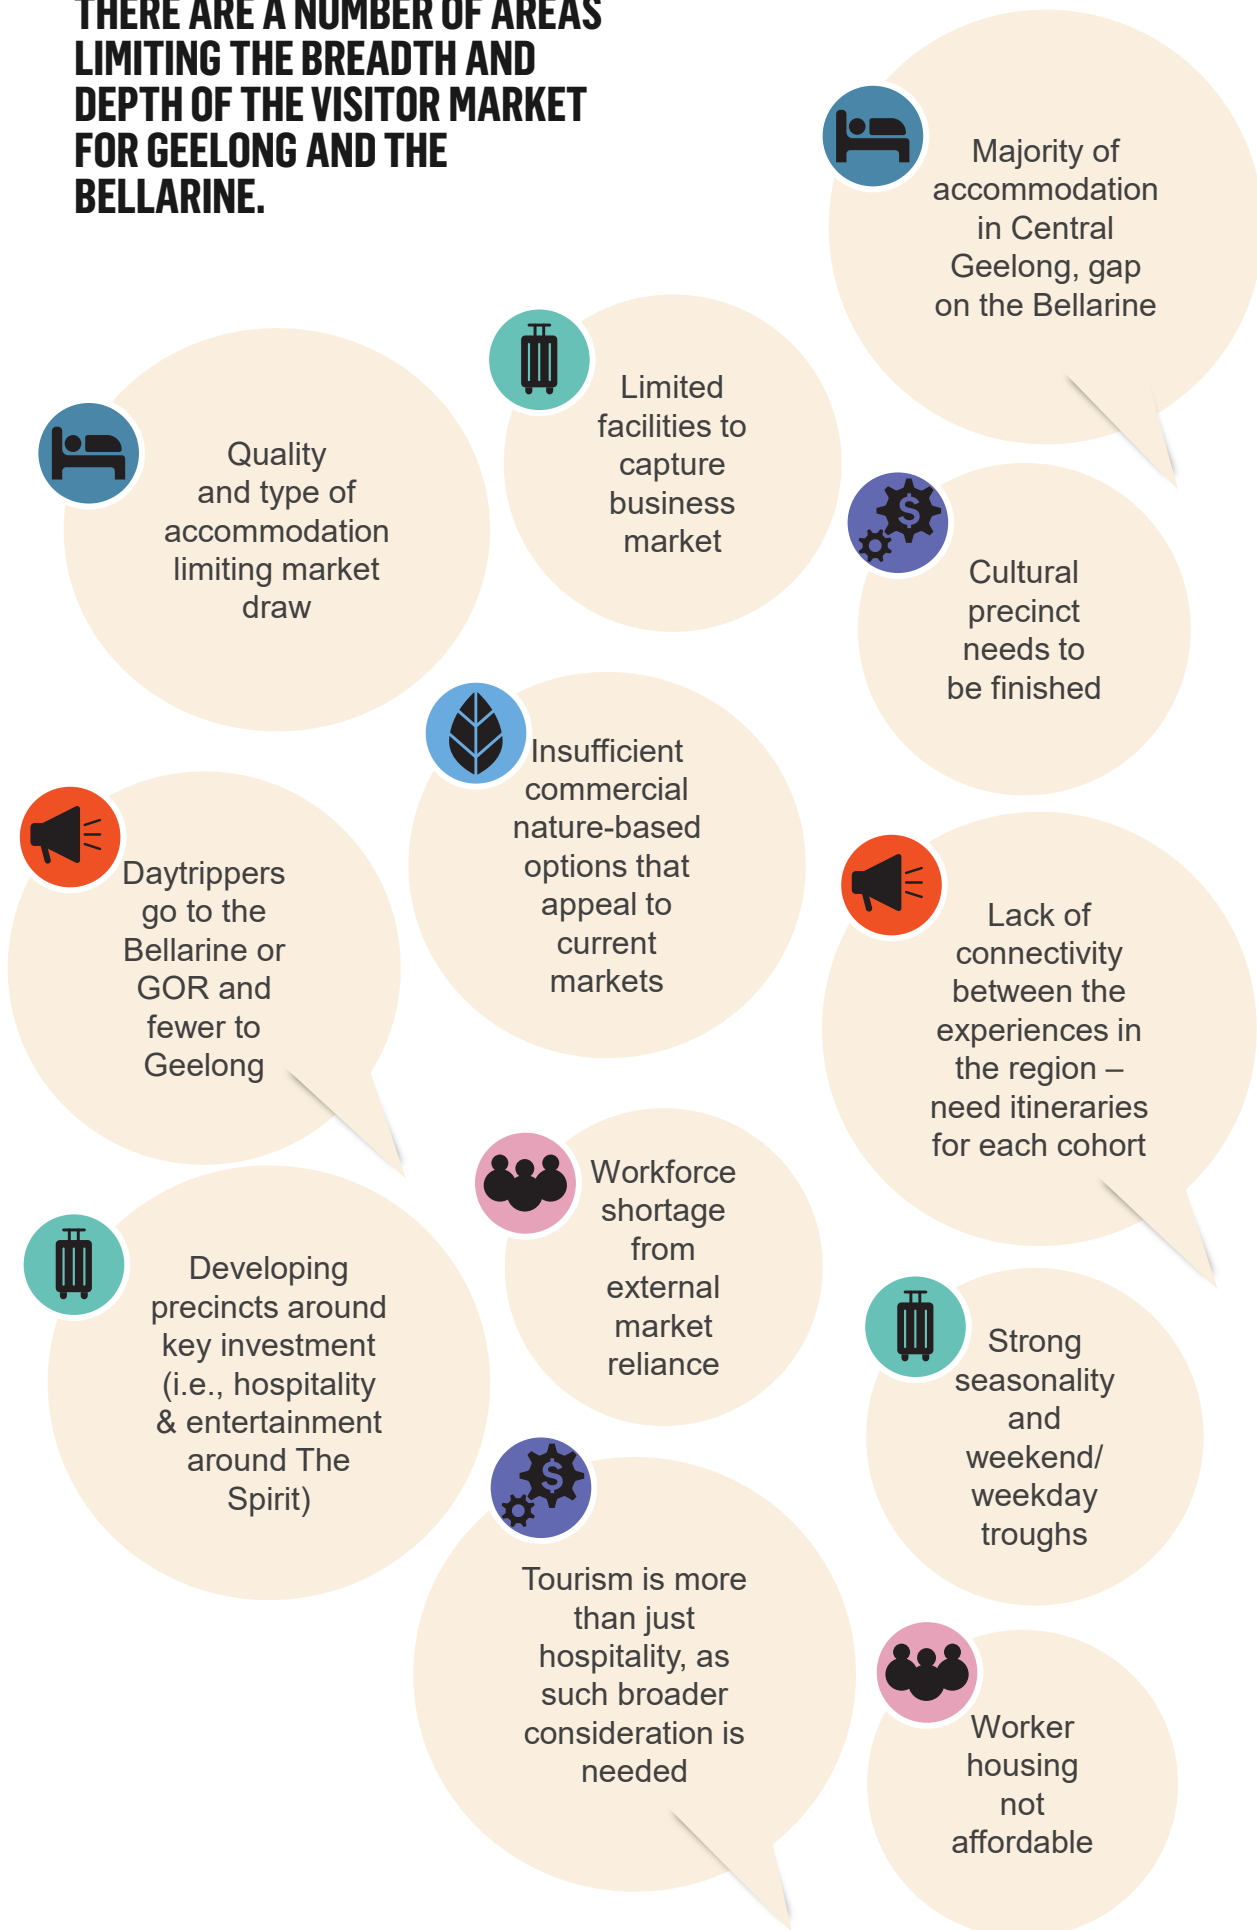 THERE ARE A NUMBER OF AREAS
LIMITING THE BREADTH AND
DEPTH OF THE VISITOR MARKET
FOR GEELONG AND THE
BELLARINE.
Majority of
accommodation
in Central
Geelong, gap
on the Bellarine
Limited
facilities to
capture
business
market
Quality
and type of
accommodation
limiting market
draw
Cultural
precinct
needs to
be finished
Insufficient
commercial
nature-based
options that
appeal to
current
markets
Daytrippers
go to the
Bellarine or
GOR and
fewer to
Geelong
Lack of
connectivity
between the
experiences in
the region –
need itineraries
for each cohort
Workforce
shortage
from
external
market
reliance
Developing
precincts around
key investment
(i.e., hospitality
& entertainment
around The
Spirit)
Strong
seasonality
and
weekend/
weekday
troughs
Tourism is more
than just
hospitality, as
such broader
consideration is
needed
Worker
housing
not
affordable
$
$